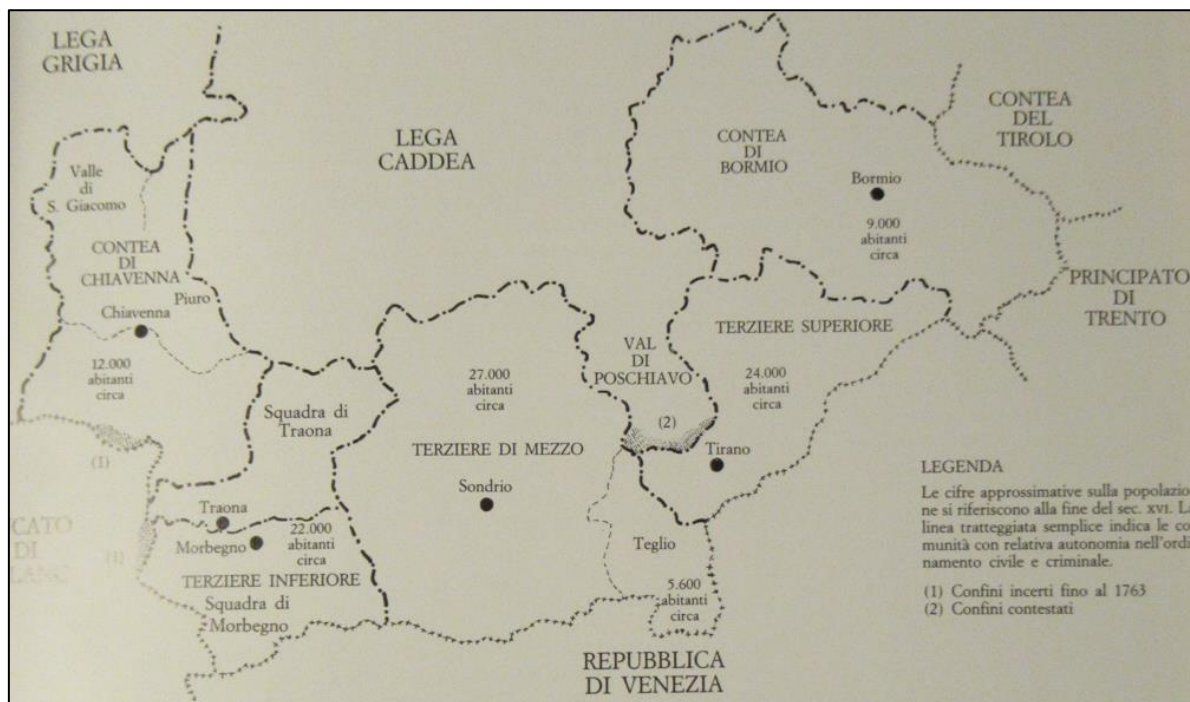 LEGA
GRIGIA
LEGA
CADDEA
CONTEA
DI
BORMIO
CONTEA
DEL
TIROLO
Valle
di
S. Giacomo
Bormio
9.000
abitanti
circa
CONTEA
DI
CHIAVENNA
Piuro
Chiavenna
PRINCIPATO
DI
TRENTO
TERZIERE SUPERIORE
VAL
DI
POSCHIAVO
12.000
abitanti
circa
27.000
abitanti
circa
24.000
abitanti
circa
Squadra di
Traona
(2)
TERZIERE DI MEZZO
Tirano
(1)
Sondrio
LEGENDA
Le cifre approssimative sulla popolazio
ne si riferiscono alla fine del sec. XVI. La
linea tratteggiata semplice indica le co
munità con relativa autonomia nell'ordi
namento civile e criminale.
(1) Confini incerti fino al 1763
(2) Confini contestati
Traona
CATO
DI
LANC
(1)
Morbegno
22.000
abitanti
circa
Teglio
TERZIERE INFERIORE
Squadra di
Morbegno
5.600
abitanti
circa
REPUBBLICA
DI VENEZIA